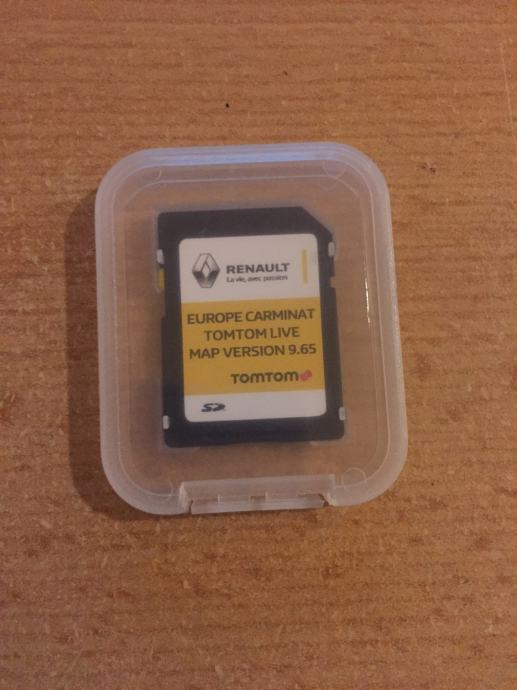 RENAULT
La vie, avec passion
EUROPE CARMINAT
TOMTOM LIVE
MAP VERSION 9.65
TOMTOM
SD